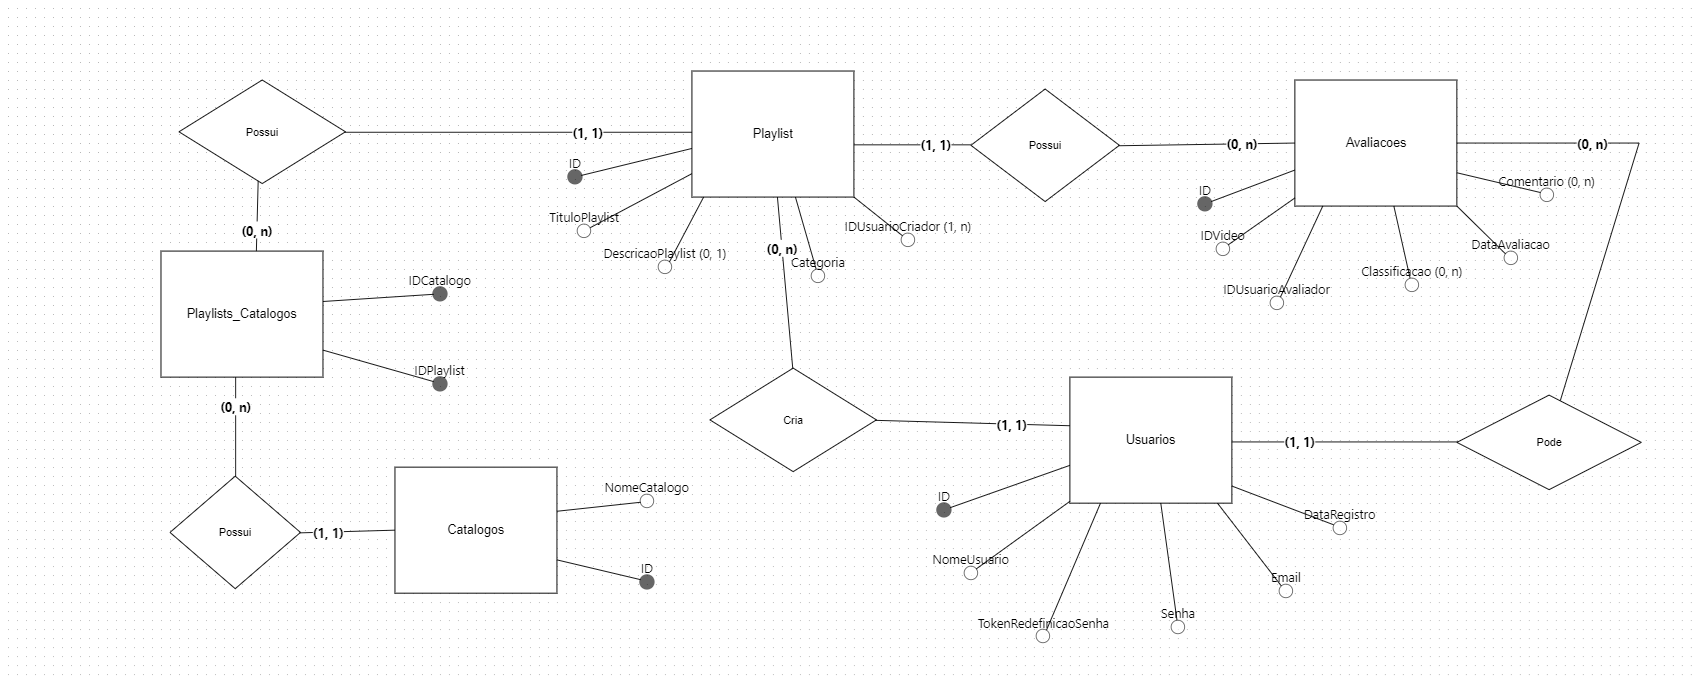 Possui
(1, 1)
Playlist
(1, 1)
Possui
(0, n)
Avaliacoes
(0, n)
ID
TituloPlaylist
DescricaoPlaylist (0, 1)
(0, n)
Categoria
IDUsuarioCriador (1, n)
ID
IDVideo
IDUsuarioAvaliador
Classificacao (0, n)
DataAvaliacao
Comentario (0, n)
(0, n)
Playlists_Catalogos
IDCatalogo
IDPlaylist
(0, n)
Possui
(1, 1)
Catalogos
NomeCatalogo
ID
Cria
(1, 1)
Usuarios
(1, 1)
Pode
ID
NomeUsuario
TokenRedefinicaoSenha
Senha
Email
DataRegistro